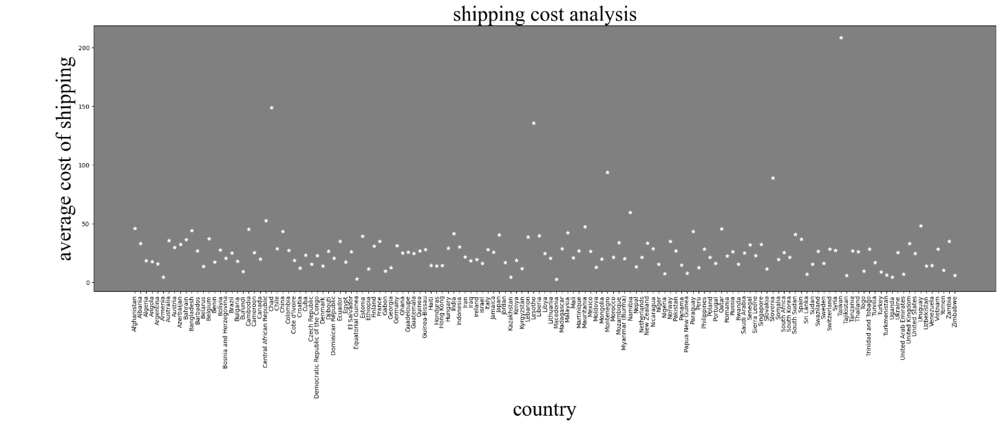 shipping cost analysis
average cost of shipping
200
150
100
50
0
Afghanistan
Albania
Algeria
Angola
Argentina
Armenia
Australia
Austria
Azerbaijan
Bahrain
Bangladesh
Barbados
Belarus
Belgium
Benin
Bolivia
Bosnia and Herzegovina
Brazil
Bulgaria
Burundi
Cambodia
Cameroon
Canada
Central African Republic
Chad
Chile
China
Colombia
Cote d'Ivoire
Croatia
Cuba
Czech Republic
Democratic Republic of the Congo
Denmark
Djibouti
Dominican Republic
Ecuador
Egypt
El Salvador
Equatorial Guinea
Estonia
Ethiopia
Finland
France
Gabon
Georgia
Germany
Ghana
Guadeloupe
Guatemala
Guinea
Guinea-Bissau
Haiti
Honduras
Hong Kong
Hungary
India
Indonesia
Iran
Iraq
Ireland
Israel
Italy
Jamaica
Japan
Jordan
Kazakhstan
Kenya
Kyrgyzstan
Lebanon
Lesotho
Liberia
Libya
Lithuania
Macedonia
Madagascar
Malaysia
Mali
Martinique
Mauritania
Mexico
Moldova
Mongolia
Montenegro
Morocco
Mozambique
Myanmar (Burma)
Namibia
Nepal
Netherlands
New Zealand
Nicaragua
Niger
Nigeria
Norway
Pakistan
Panama
Papua New Guinea
Paraguay
Peru
Philippines
Poland
Portugal
Qatar
Romania
Russia
Rwanda
Saudi Arabia
Senegal
Sierra Leone
Singapore
Slovakia
Slovenia
Somalia
South Africa
South Korea
South Sudan
Spain
Sri Lanka
Sudan
Swaziland
Sweden
Switzerland
Syria
Taiwan
Tajikistan
Tanzania
Thailand
Togo
Trinidad and Tobago
Tunisia
Turkey
Turkmenistan
Uganda
Ukraine
United Arab Emirates
United Kingdom
United States
Uruguay
Uzbekistan
Venezuela
Vietnam
Yemen
Zambia
Zimbabwe
country